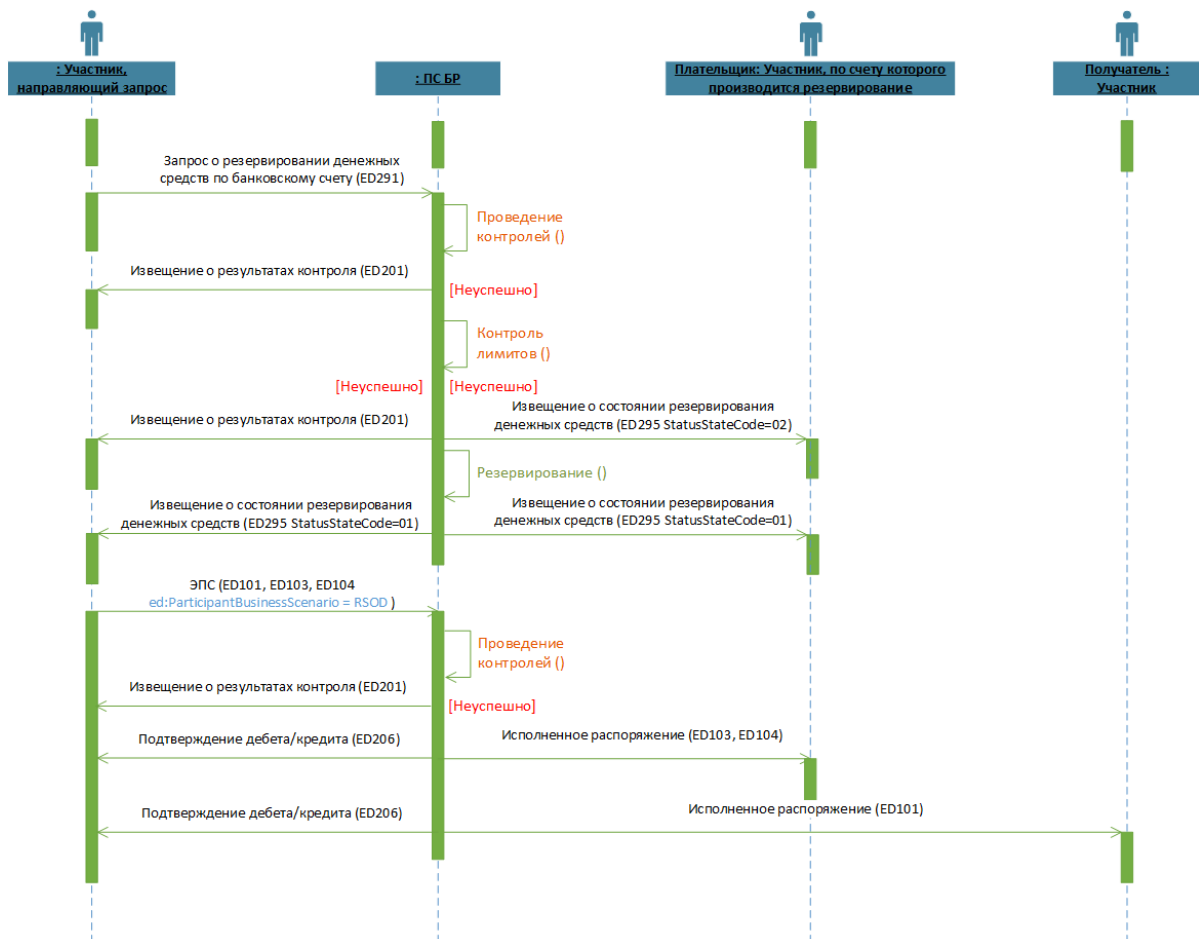 : Участник,
направляющий запрос
: ПС БР
Плательщик: Участник, по счету которого
производится резервирование
Получатель :
Участник
Запрос о резервировании денежных
средств по банковскому счету (ED291)
Проведение
контролей ()
Извещение о результатах контроля (ED201)
[Неуспешно]
Контроль
лимитов ()
[Неуспешно]
[Неуспешно]
Извещение о результатах контроля (ED201)
Извещение о состоянии резервирования
денежных средств (ED295 StatusStateCode=02)
Резервирование ()
Извещение о состоянии резервирования
денежных средств (ED295 StatusStateCode=01)
Извещение о состоянии резервирования
денежных средств (ED295 StatusStateCode=01)
ЭПС (ED101, ED103, ED104
ed:ParticipantBusinessScenario = RSOD )
Проведение
контролей ()
Извещение о результатах контроля (ED201)
[Неуспешно]
Подтверждение дебета/кредита (ED206)
Исполненное распоряжение (ED103, ED104)
Подтверждение дебета/кредита (ED206)
Исполненное распоряжение (ED101)